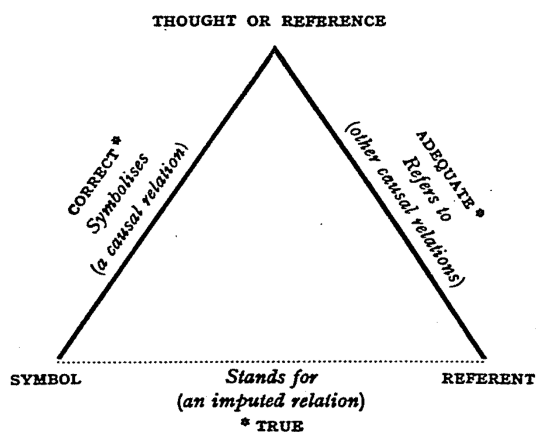 THOUGHT OR REFERENCE
CORRECT*
Symbolises
(a causal relation)
ADEQUATE*
Refers to
(other causal relations)
SYMBOL
Stands for
(an imputed relation)
* TRUE
REFERENT